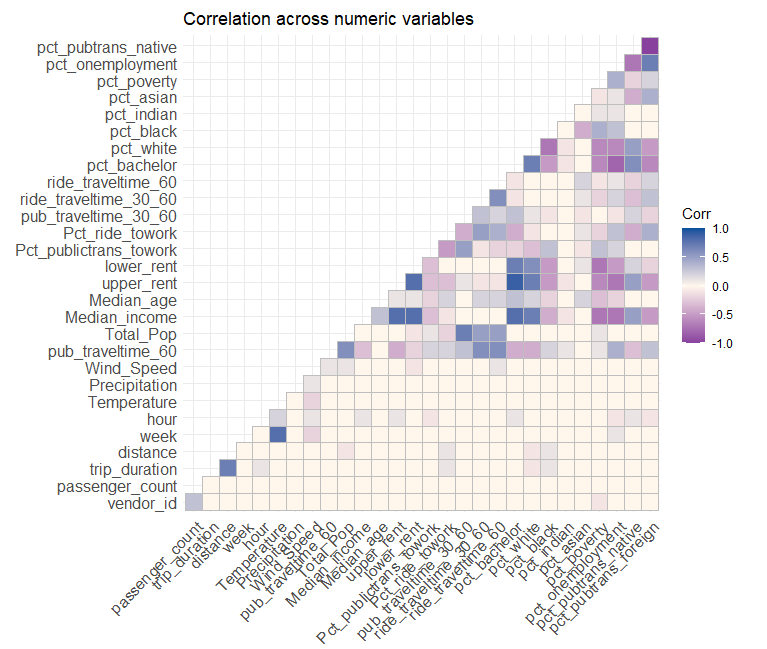 Correlation across numeric variables
pct_pubtrans_native
pct_onemployment
pct_poverty
pct_asian
pct_indian
pct_black
pct_white
pct_bachelor
ride_traveltime_60
ride_traveltime_30_60
pub_traveltime_30_60
Pct_ride_towork
Pct_publictrans_towork
lower_rent
upper_rent
Median_age
Median_income
Total_Pop
pub_traveltime_60
Wind_Speed
Precipitation
Temperature
hour
week
distance
trip_duration
passenger_count
vendor_id
Corr
1.0
0.5
0.0
-0.5
-1.0
passenger_count
trip_duration
distance
week
hour
Temperature
Precipitation
Wind_Speed
pub_traveltime_60
Total_Pop
Median_income
Median_age
upper_rent
lower_rent
Pct_publictrans_towork
Pct_ride_towork
pub_traveltime_30_60
ride_traveltime_30_60
ride_traveltime_60
pct_bachelor
pct_white
pct_black
pct_indian
pct_asian
pct_poverty
pct_onemployment
pct_pubtrans_native
pct_pubtrans_foreign